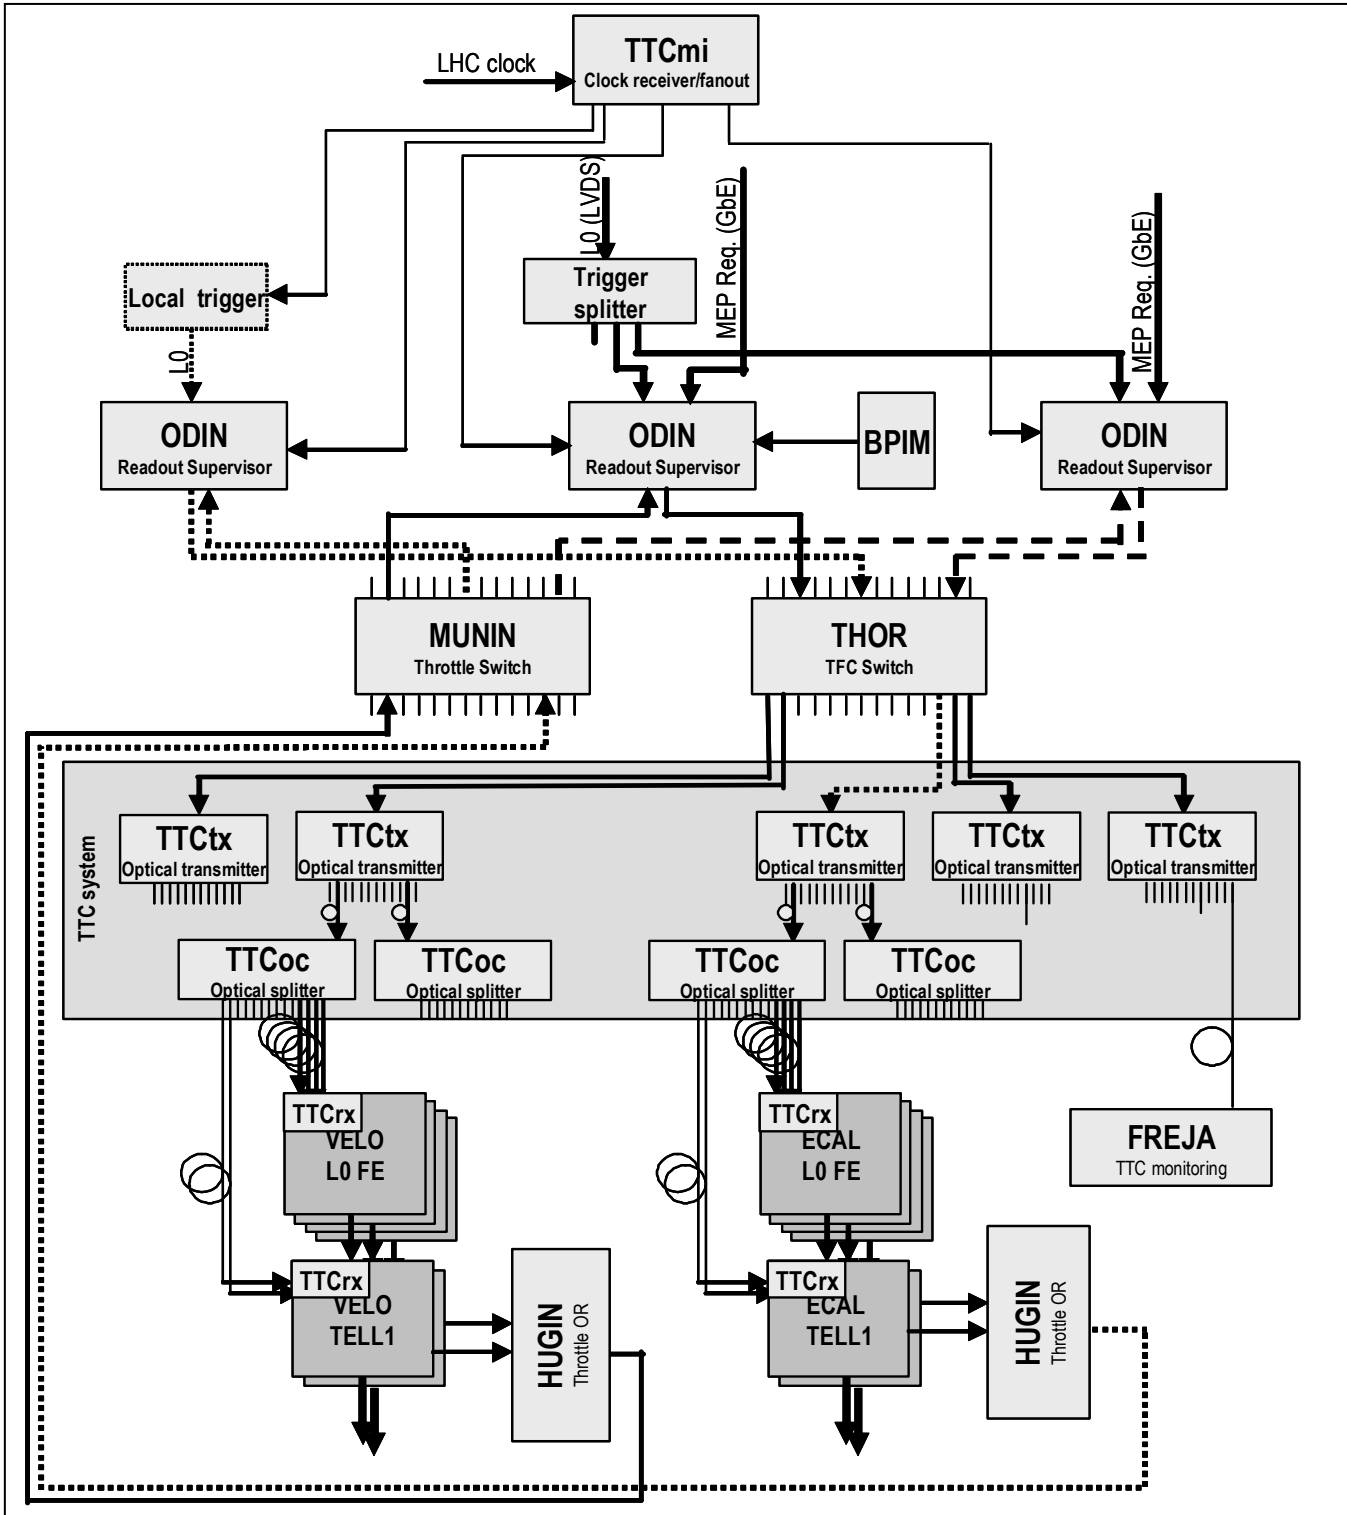 TTCmi
Clock receiver/fanout
LHC clock
L0 (LVDS)
MEP Req. (GbE)
MEP Req. (GbE)
Local trigger
Trigger
splitter
L0
ODIN
Readout Supervisor
ODIN
Readout Supervisor
BPIM
ODIN
Readout Supervisor
MUNIN
Throttle Switch
THOR
TFC Switch
TTC system
TTCtx
Optical transmitter
TTCtx
Optical transmitter
TTCtx
Optical transmitter
TTCtx
Optical transmitter
TTCtx
Optical transmitter
TTCoc
Optical splitter
TTCoc
Optical splitter
TTCoc
Optical splitter
TTCoc
Optical splitter
TTCrx
VELO
L0 FE
TTCrx
ECAL
L0 FE
FREJA
TTC monitoring
TTCrx
VELO
TELL1
HUGIN
Throttle OR
TTCrx
ECAL
TELL1
HUGIN
Throttle OR